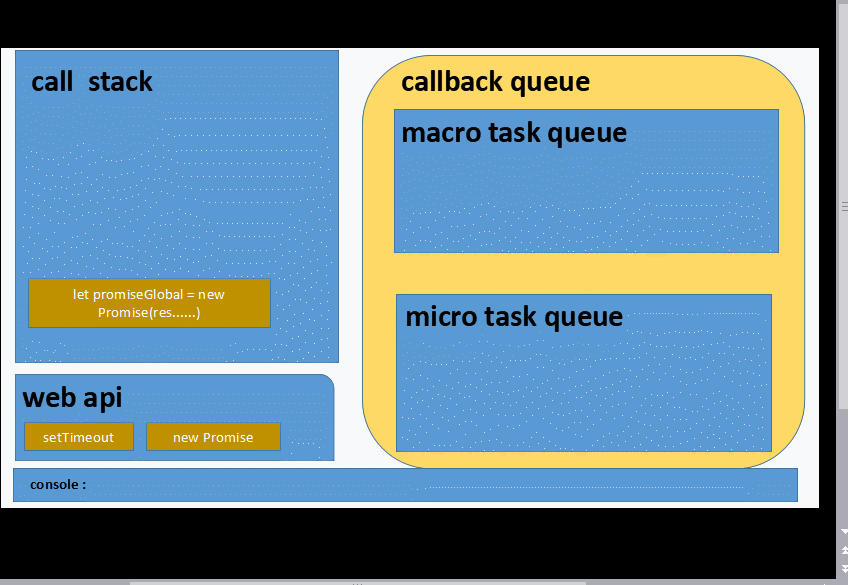 call stack
let promiseGlobal = new
Promise(res......)
web api
setTimeout
new Promise
callback queue
macro task queue
micro task queue
console :